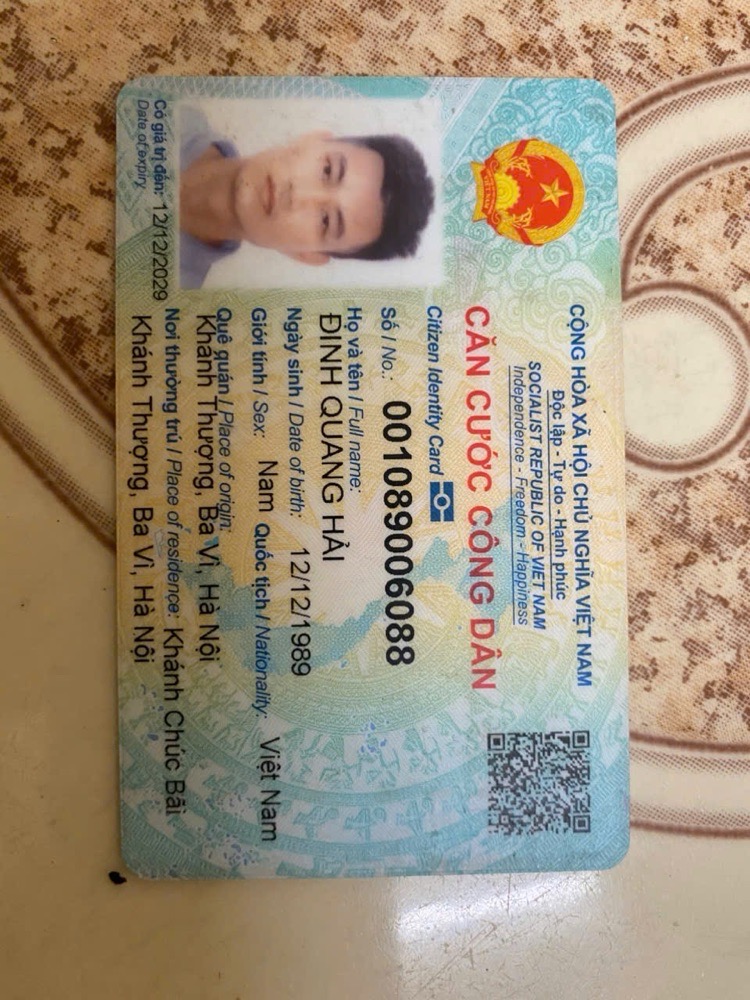 CỘNG HÒA XÃ HỘI CHỦ NGHĨA VIỆT NAM
Độc lập - Tự do - Hạnh phúc
SOCIALIST REPUBLIC OF VIET NAM
Independence - Freedom - Happiness
CĂN CƯỚC CÔNG DÂN
Citizen Identity Card
Số / No.: 001089006088
Họ và tên / Full name:
ĐINH QUANG HẢI
Ngày sinh / Date of birth: 12/12/1989
Giới tính / Sex: Nam Quốc tịch / Nationality: Việt Nam
Quê quán / Place of origin:
Khánh Thượng, Ba Vì, Hà Nội
Nơi thường trú / Place of residence: Khánh Chúc Bãi
Khánh Thượng, Ba Vì, Hà Nội
Có giá trị đến: 12/12/2029
Date of expiry